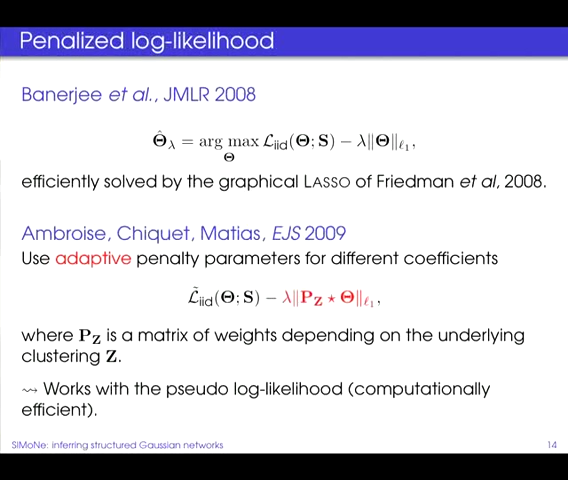 Penalized log-likelihood
Banerjee et al., JMLR 2008
Θ̂_λ = arg max_Θ ℒ_iid(Θ; S) − λ‖Θ‖_ℓ₁,
efficiently solved by the graphical LASSO of Friedman et al, 2008.
Ambroise, Chiquet, Matias, EJS 2009
Use adaptive penalty parameters for different coefficients
ℒ̃_iid(Θ; S) − λ‖P_Z ⋆ Θ‖_ℓ₁,
where P_Z is a matrix of weights depending on the underlying
clustering Z.
⇝ Works with the pseudo log-likelihood (computationally
efficient).
SIMoNe: inferring structured Gaussian networks 14